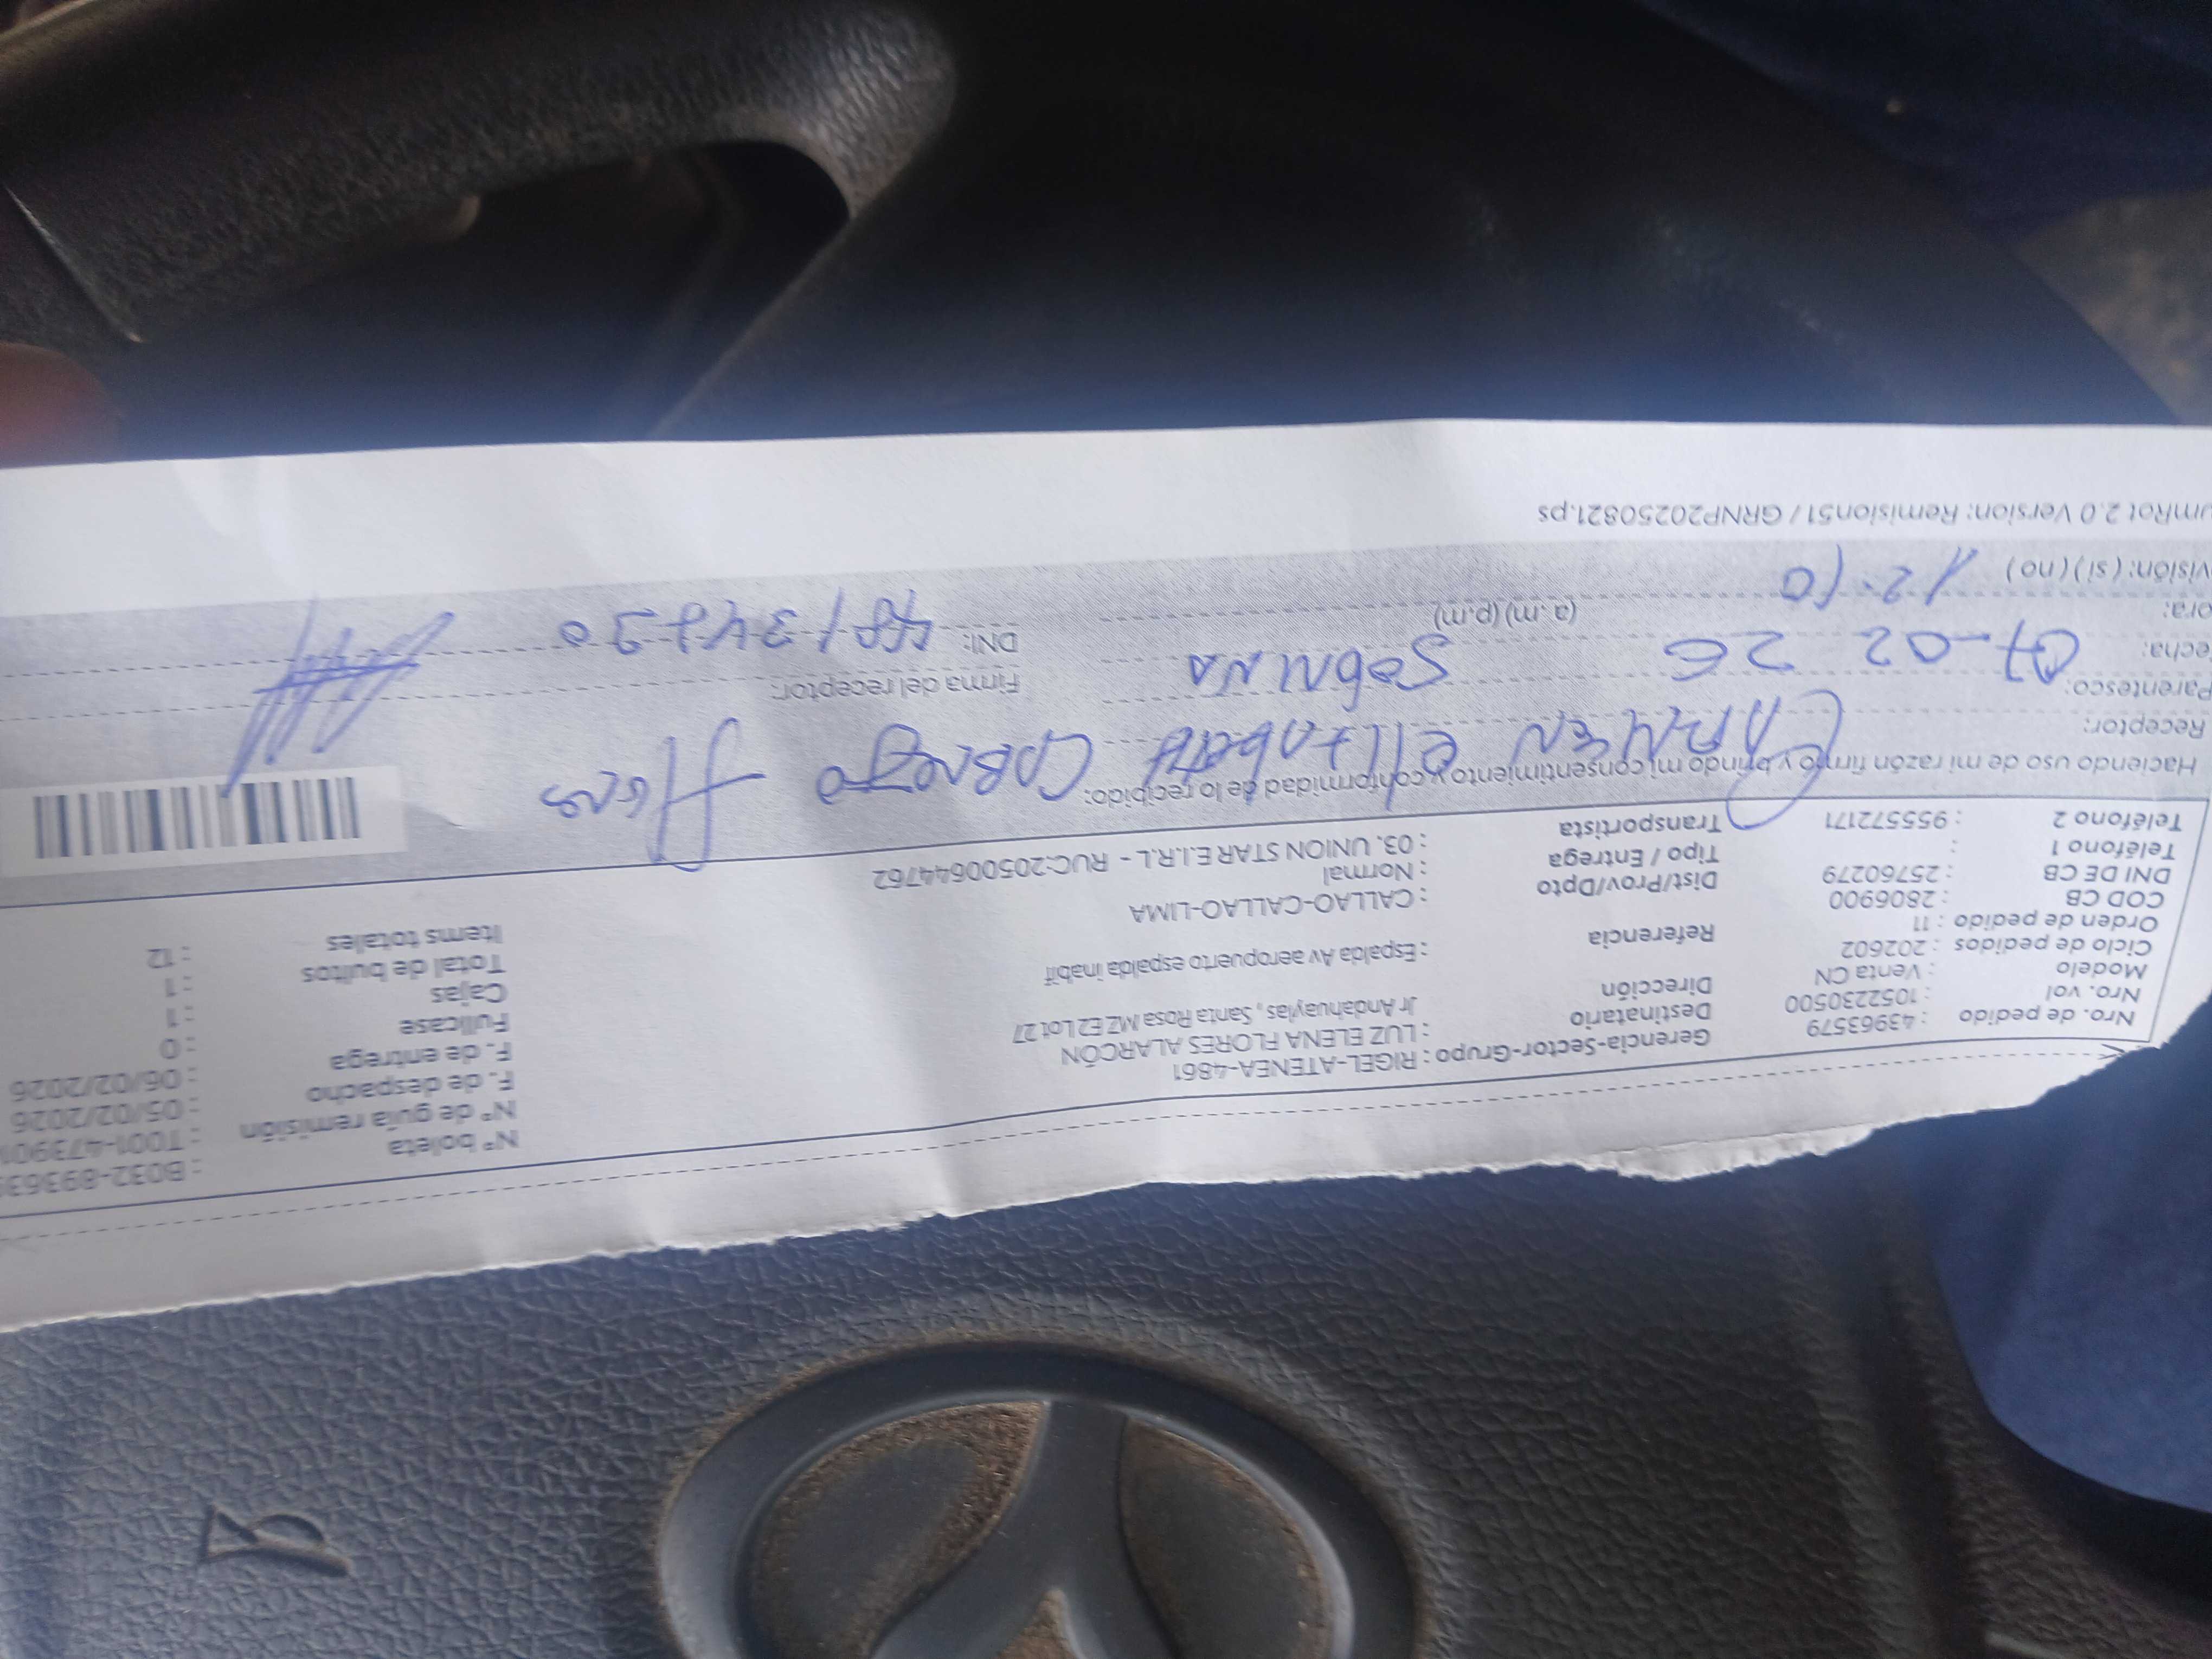 Nº boleta : B032-89363
Nº de guía remisión : T001-473901
F. de despacho : 05/02/2026
F. de entrega : 06/02/2026
Fullcase : 0
Cajas : 1
Total de bultos : 1
Items totales : 12
Gerencia-Sector-Grupo : RIGEL-ATENEA-4861
Destinatario : LUZ ELENA FLORES ALARCÓN
Dirección Jr Andahuaylas , Santa Rosa MZ E2 Lot 27
Referencia : Espalda Av aeropuerto espalda inabif
Dist/Prov/Dpto : CALLAO-CALLAO-LIMA
Tipo / Entrega : Normal
Transportista : 03. UNION STAR E.I.R.L - RUC:20500644762
Nro. de pedido : 43963579
Nro. vol : 1052230500
Modelo : Venta CN
Ciclo de pedidos : 202602
Orden de pedido : 11
COD CB : 2806900
DNI DE CB : 25760279
Teléfono 1 :
Teléfono 2 : 955572171
Haciendo uso de mi razón firmo y brindo mi consentimiento y conformidad de lo recibido:
Receptor: CARMEN
Parentesco: SobRINA
Firma del receptor:
echa: 07-02 26
DNI:
ora: 12:10 (a. m) (p.m)
visión: ( si ) ( no )
umRot 2.0 Version: Remision51 / GRNP20250821.ps